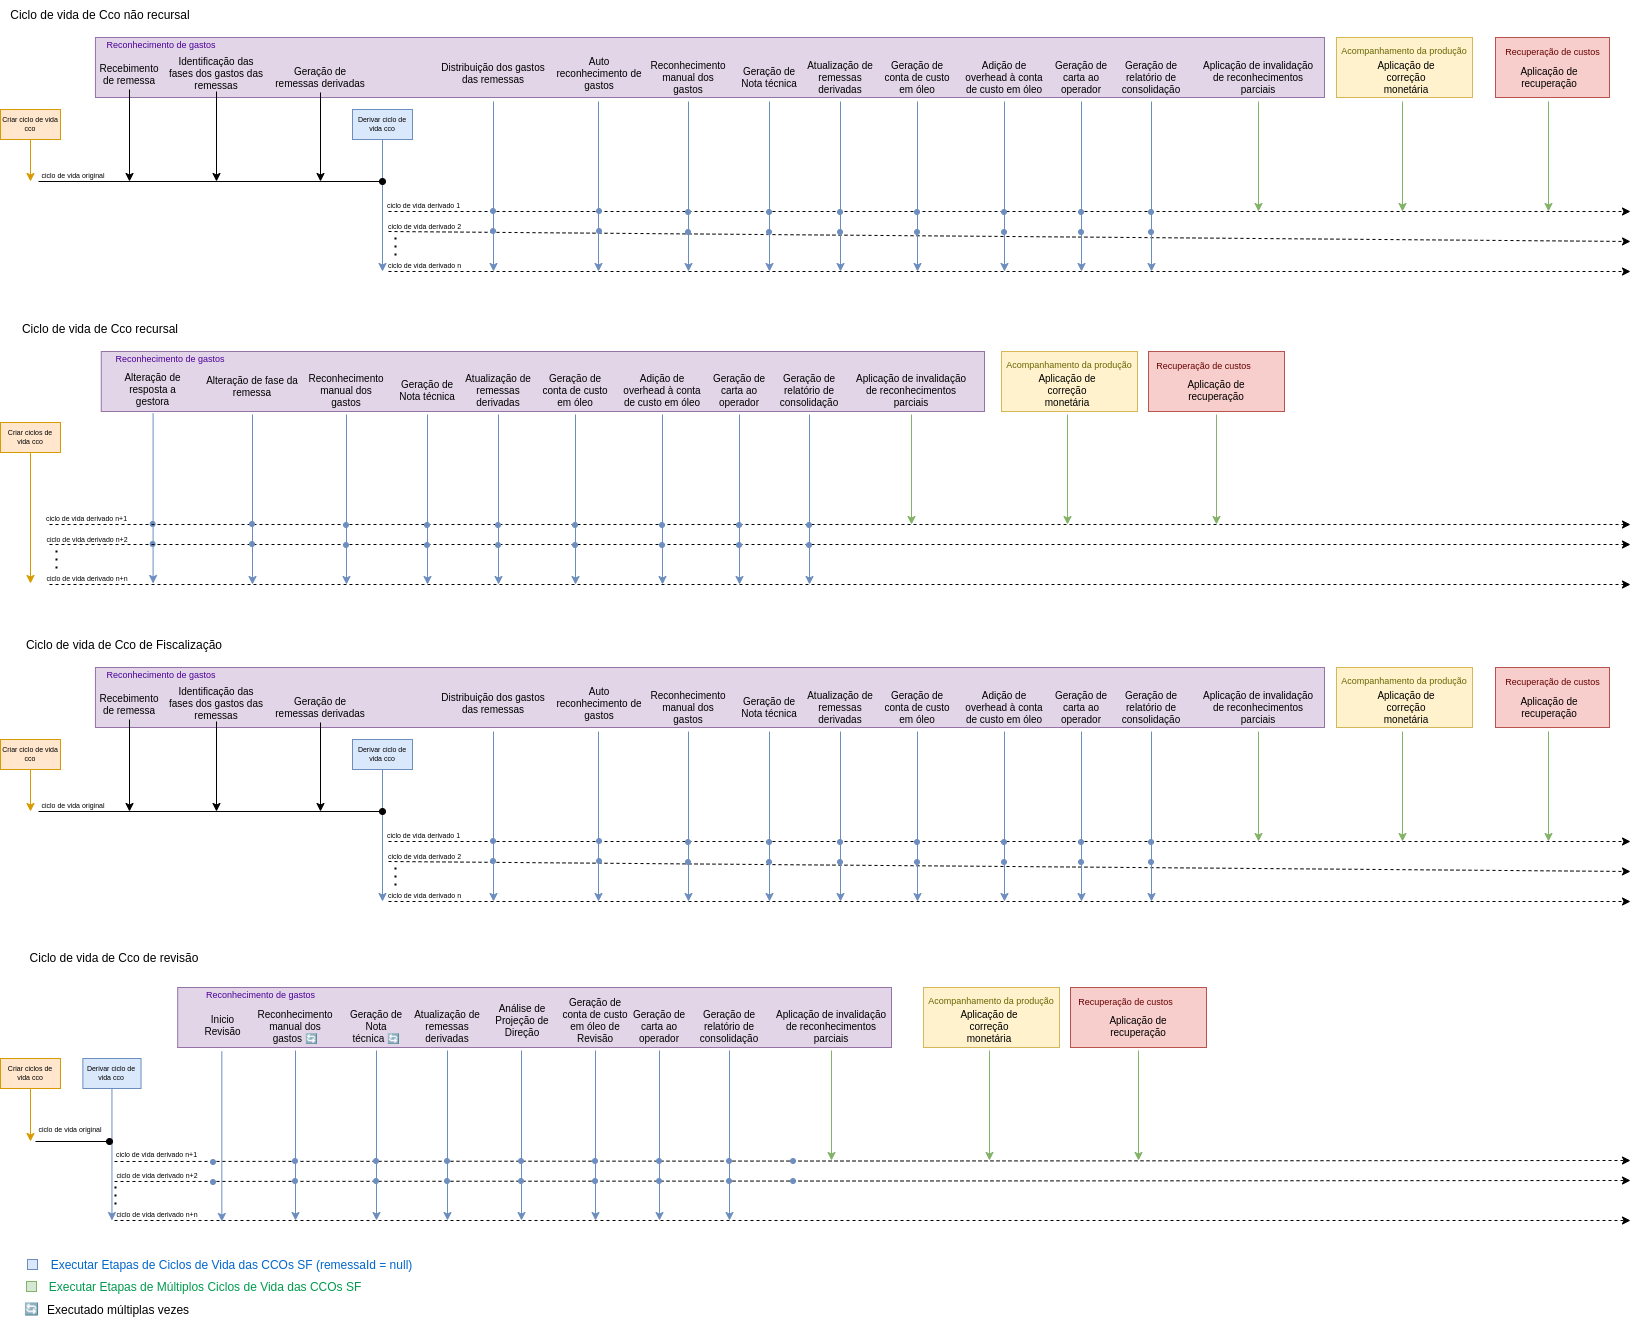 Ciclo de vida de Cco não recursal
Reconhecimento de gastos
Recebimento
de remessa
Identificação das
fases dos gastos das
remessas
Geração de
remessas derivadas
Distribuição dos gastos
das remessas
Auto
reconhecimento de
gastos
Reconhecimento
manual dos
gastos
Geração de
Nota técnica
Atualização de
remessas
derivadas
Geração de
conta de custo
em óleo
Adição de
overhead à conta
de custo em óleo
Geração de
carta ao
operador
Geração de
relatório de
consolidação
Aplicação de invalidação
de reconhecimentos
parciais
Acompanhamento da produção
Aplicação de
correção
monetária
Recuperação de custos
Aplicação de
recuperação
Criar ciclo de vida
cco
Derivar ciclo de
vida cco
ciclo de vida original
ciclo de vida derivado 1
ciclo de vida derivado 2
ciclo de vida derivado n
Ciclo de vida de Cco recursal
Reconhecimento de gastos
Alteração de
resposta a
gestora
Alteração de fase da
remessa
Reconhecimento
manual dos
gastos
Geração de
Nota técnica
Atualização de
remessas
derivadas
Geração de
conta de custo
em óleo
Adição de
overhead à conta
de custo em óleo
Geração de
carta ao
operador
Geração de
relatório de
consolidação
Aplicação de invalidação
de reconhecimentos
parciais
Acompanhamento da produção
Aplicação de
correção
monetária
Recuperação de custos
Aplicação de
recuperação
Criar ciclos de
vida cco
ciclo de vida derivado n+1
ciclo de vida derivado n+2
ciclo de vida derivado n+n
Ciclo de vida de Cco de Fiscalização
Reconhecimento de gastos
Recebimento
de remessa
Identificação das
fases dos gastos das
remessas
Geração de
remessas derivadas
Distribuição dos gastos
das remessas
Auto
reconhecimento de
gastos
Reconhecimento
manual dos
gastos
Geração de
Nota técnica
Atualização de
remessas
derivadas
Geração de
conta de custo
em óleo
Adição de
overhead à conta
de custo em óleo
Geração de
carta ao
operador
Geração de
relatório de
consolidação
Aplicação de invalidação
de reconhecimentos
parciais
Acompanhamento da produção
Aplicação de
correção
monetária
Recuperação de custos
Aplicação de
recuperação
Criar ciclo de vida
cco
Derivar ciclo de
vida cco
ciclo de vida original
ciclo de vida derivado 1
ciclo de vida derivado 2
ciclo de vida derivado n
Ciclo de vida de Cco de revisão
Reconhecimento de gastos
Inicio
Revisão
Reconhecimento
manual dos
gastos 🔄
Geração de
Nota
técnica 🔄
Atualização de
remessas
derivadas
Análise de
Projeção de
Direção
Geração de
conta de custo
em óleo de
Revisão
Geração de
carta ao
operador
Geração de
relatório de
consolidação
Aplicação de invalidação
de reconhecimentos
parciais
Acompanhamento da produção
Aplicação de
correção
monetária
Recuperação de custos
Aplicação de
recuperação
Criar ciclos de
vida cco
Derivar ciclo de
vida cco
ciclo de vida original
ciclo de vida derivado n+1
ciclo de vida derivado n+2
ciclo de vida derivado n+n
Executar Etapas de Ciclos de Vida das CCOs SF (remessaId = null)
Executar Etapas de Múltiplos Ciclos de Vida das CCOs SF
🔄 Executado múltiplas vezes